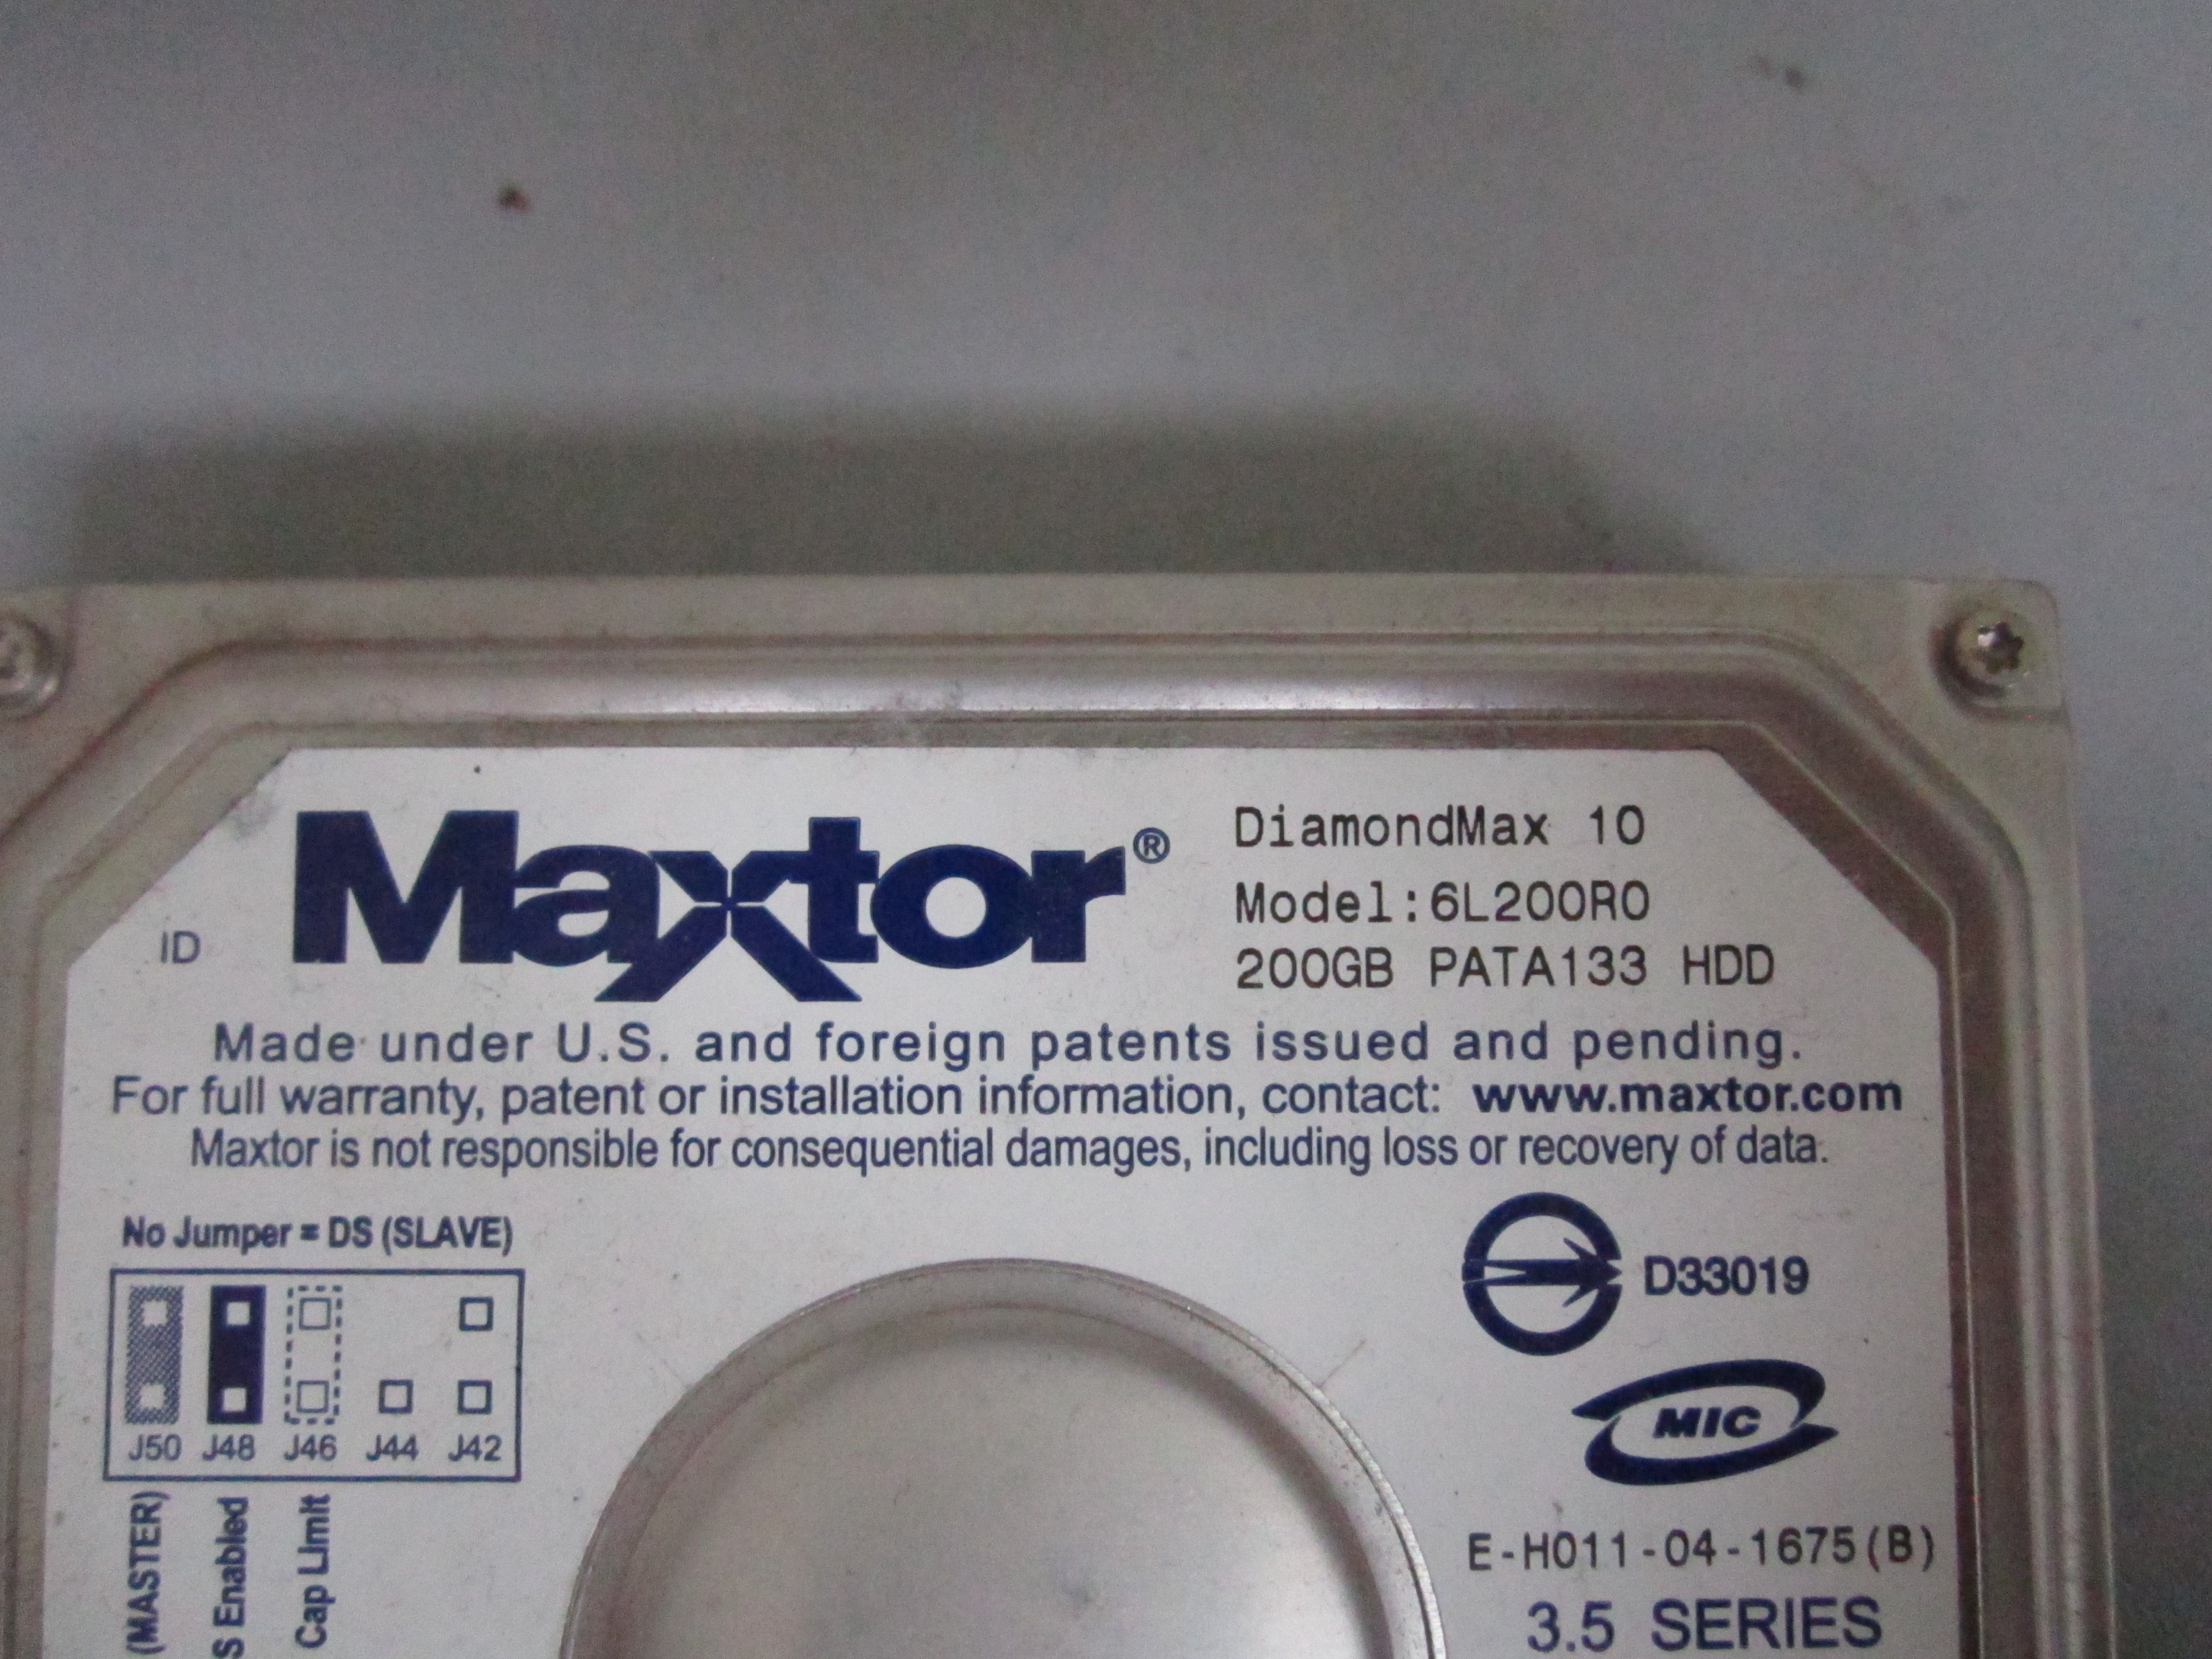 Maxtor®
DiamondMax 10
Model:6L200R0
200GB PATA133 HDD
ID
Made under U.S. and foreign patents issued and pending.
For full warranty, patent or installation information, contact: www.maxtor.com
Maxtor is not responsible for consequential damages, including loss or recovery of data.
No Jumper = DS (SLAVE)
J50 J48 J46 J44 J42
(MASTER)
S Enabled
Cap Limit
D33019
MIC
E-H011-04-1675(B)
3.5 SERIES